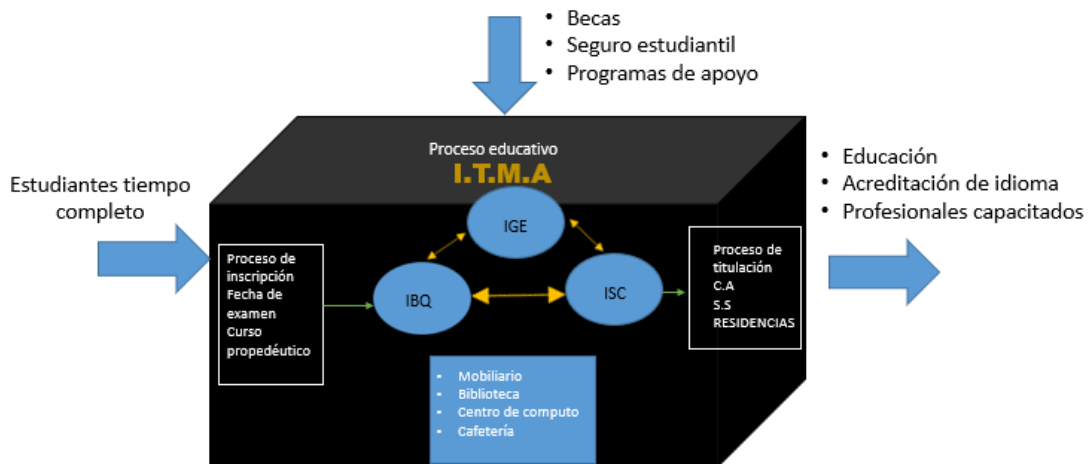 • Becas
• Seguro estudiantil
• Programas de apoyo
Proceso educativo
I.T.M.A
Estudiantes tiempo
completo
• Educación
• Acreditación de idioma
• Profesionales capacitados
IGE
Proceso de
inscripción
Fecha de
examen
Curso
propedéutico
IBQ
ISC
Proceso de
titulación
C.A
S.S
RESIDENCIAS
- Mobiliario
- Biblioteca
- Centro de computo
- Cafetería